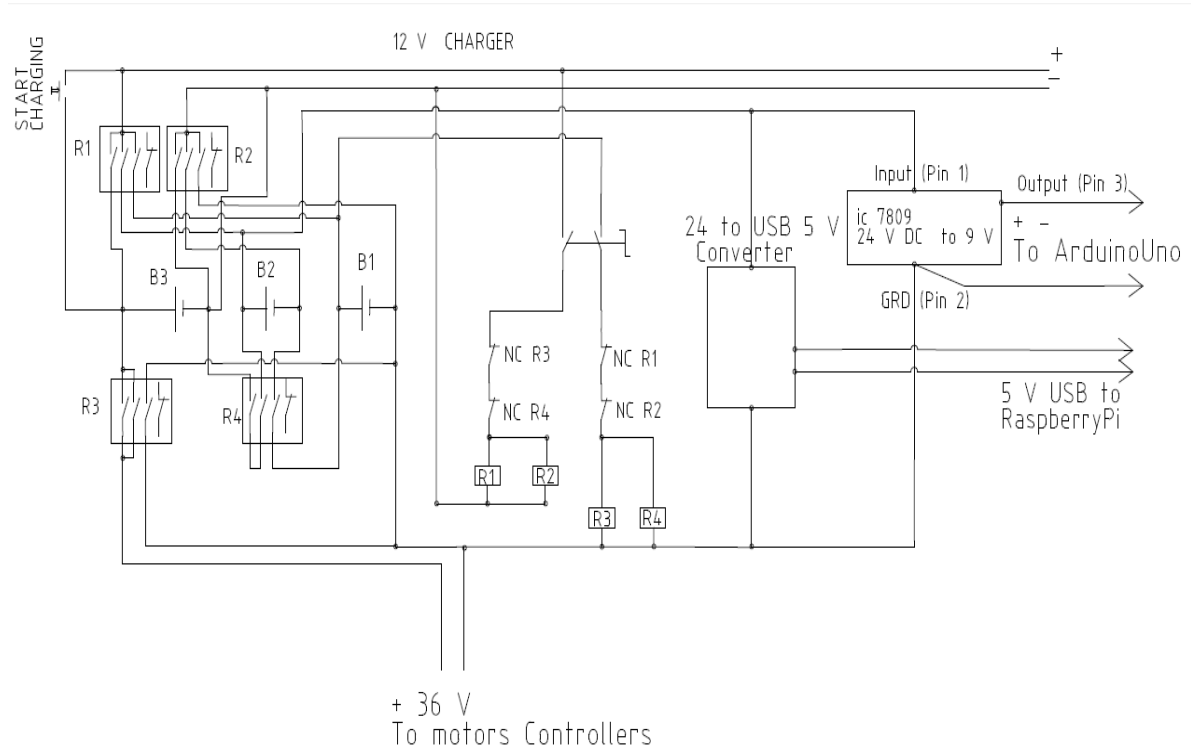 12 V CHARGER
+
−
START
CHARGING
R1
R2
Input (Pin 1)
Output (Pin 3)
ic 7809
24 V DC to 9 V
+ −
To ArduinoUno
GRD (Pin 2)
24 to USB 5 V
Converter
B3
B2
B1
NC R3
NC R1
5 V USB to
RaspberryPi
R3
R4
NC R4
NC R2
R1
R2
R3
R4
+ 36 V
To motors Controllers